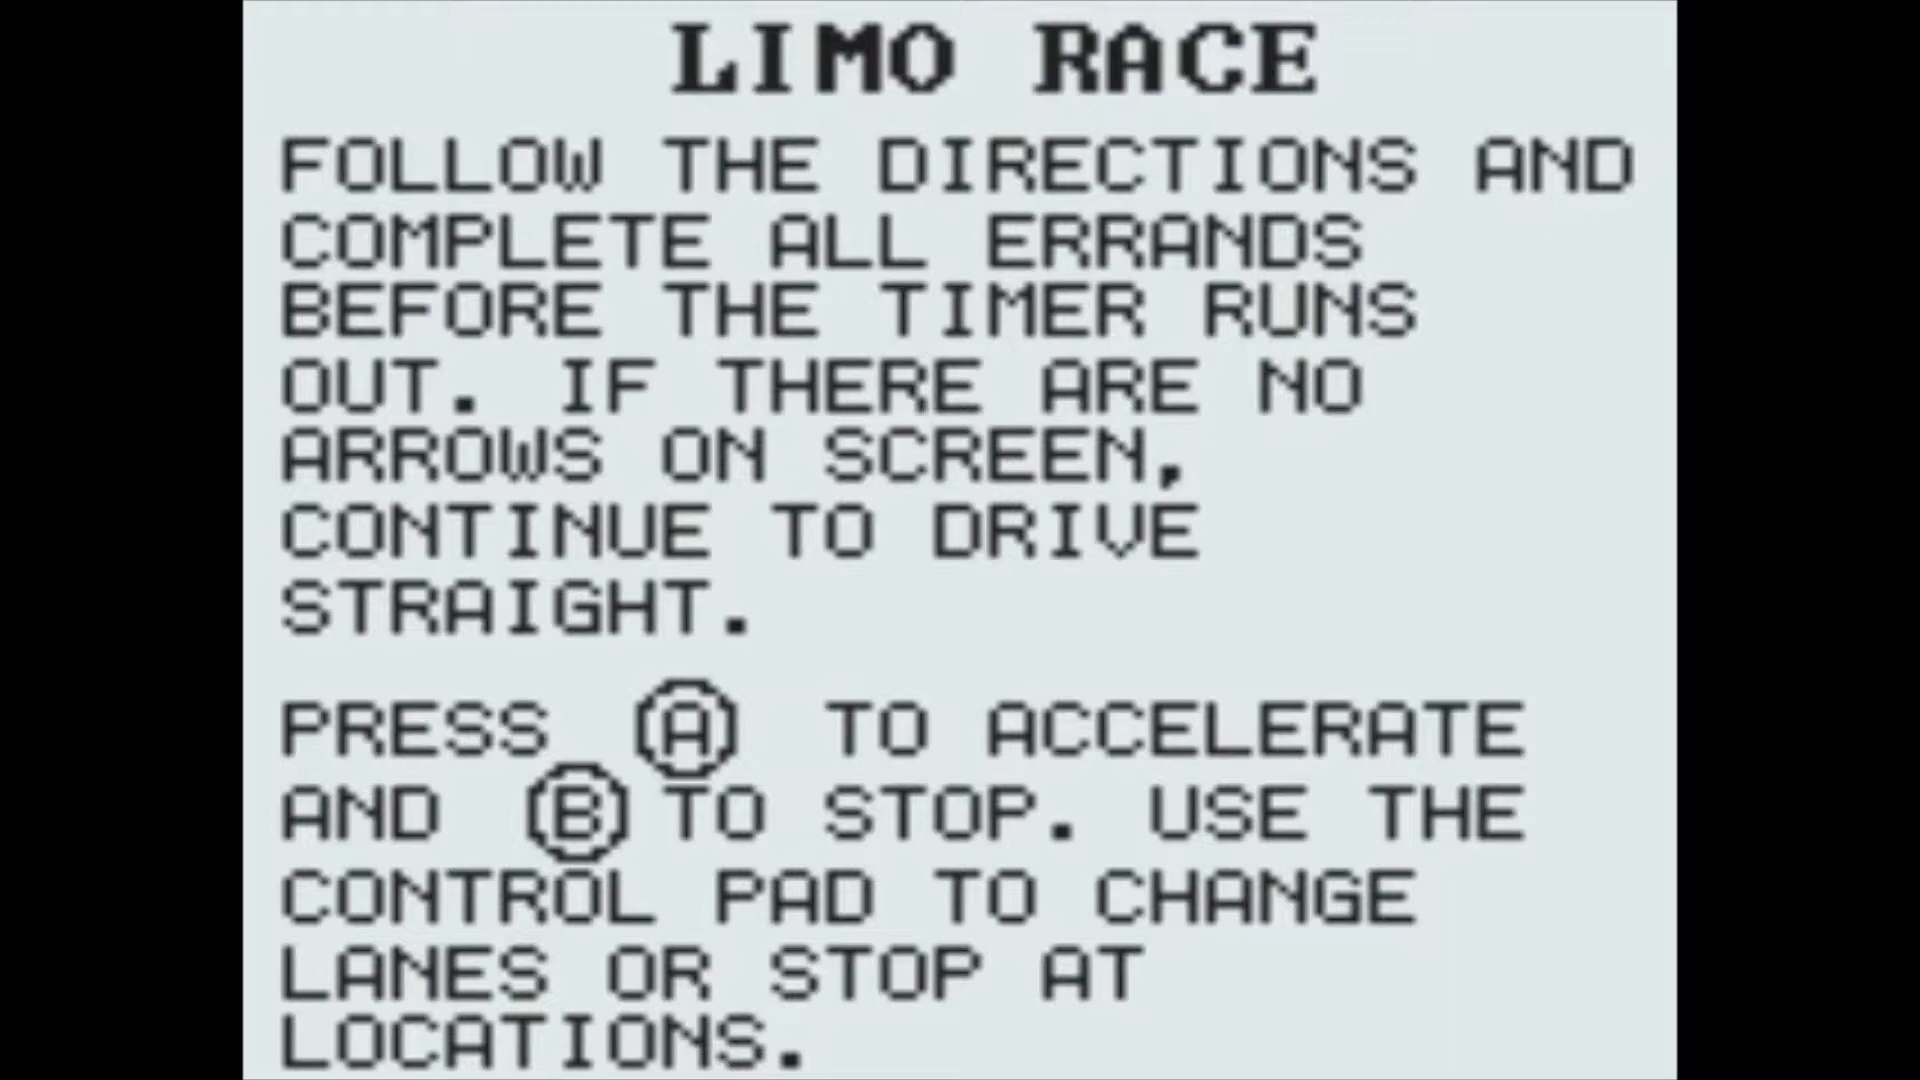 LIMO RACE
FOLLOW THE DIRECTIONS AND
COMPLETE ALL ERRANDS
BEFORE THE TIMER RUNS
OUT. IF THERE ARE NO
ARROWS ON SCREEN,
CONTINUE TO DRIVE
STRAIGHT.
PRESS A TO ACCELERATE
AND B TO STOP. USE THE
CONTROL PAD TO CHANGE
LANES OR STOP AT
LOCATIONS.